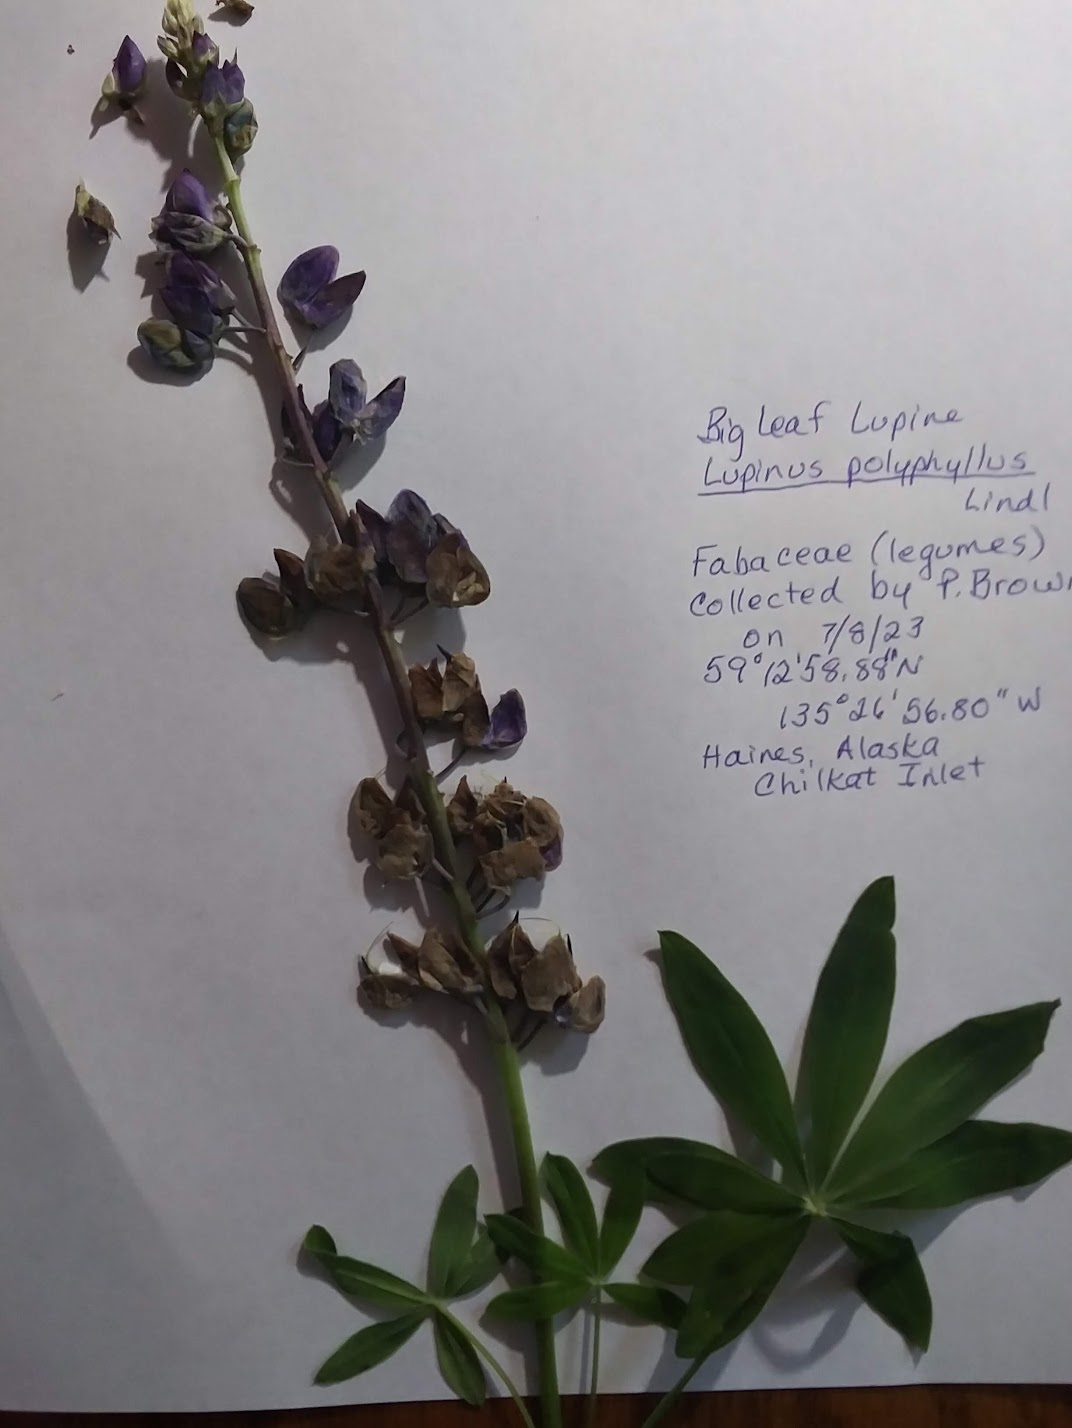 Big Leaf Lupine
Lupinus polyphyllus
Lindl
Fabaceae (legumes)
Collected by P. Brown
on 7/8/23
59°12'58.88"N
135°26'56.80"W
Haines, Alaska
Chilkat Inlet